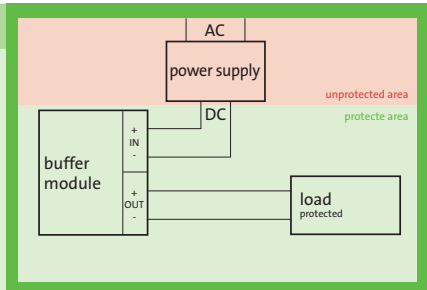 AC
power supply
unprotected area
DC
protecte area
+
IN
-
buffer
module
+
OUT
-
load
protected